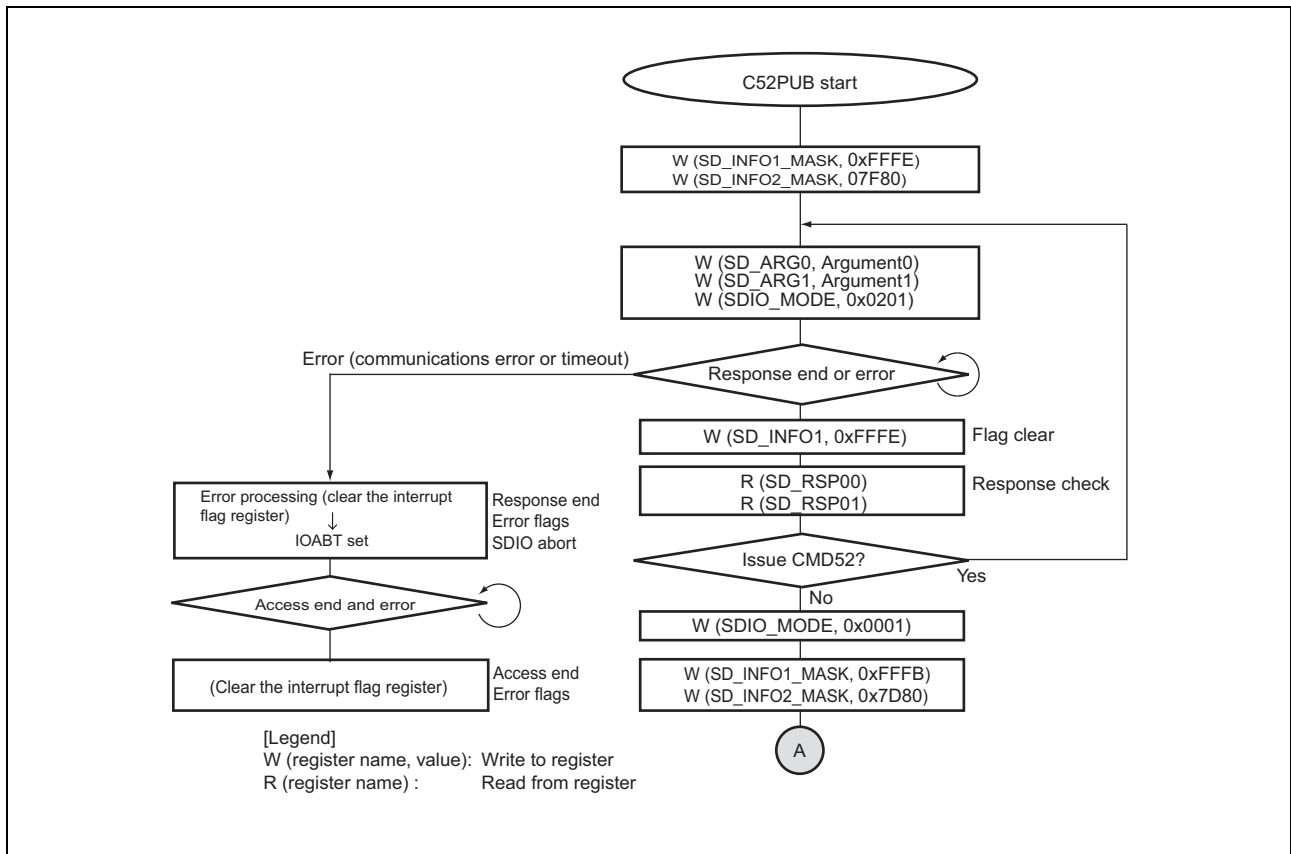 C52PUB start
W (SD_INFO1_MASK, 0xFFFE)
W (SD_INFO2_MASK, 07F80)
W (SD_ARG0, Argument0)
W (SD_ARG1, Argument1)
W (SDIO_MODE, 0x0201)
Error (communications error or timeout)
Response end or error
W (SD_INFO1, 0xFFFE)
Flag clear
R (SD_RSP00)
R (SD_RSP01)
Response check
Error processing (clear the interrupt
flag register)
↓
IOABT set
Response end
Error flags
SDIO abort
Issue CMD52?
Yes
No
Access end and error
W (SDIO_MODE, 0x0001)
(Clear the interrupt flag register)
Access end
Error flags
W (SD_INFO1_MASK, 0xFFFB)
W (SD_INFO2_MASK, 0x7D80)
A
[Legend]
W (register name, value): Write to register
R (register name) : Read from register